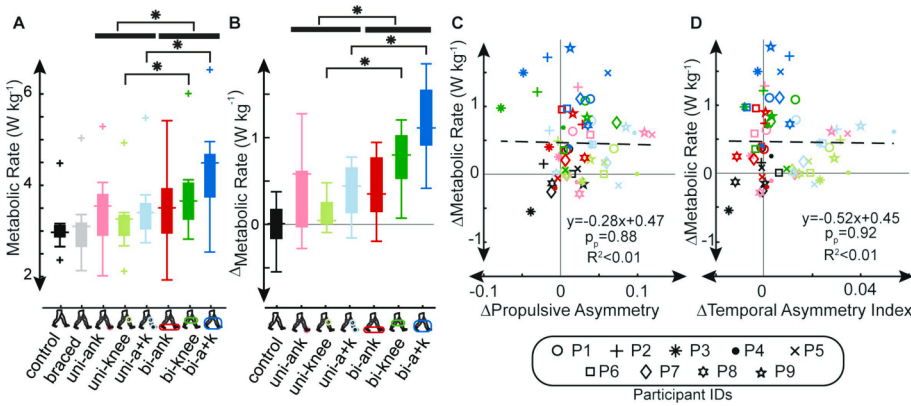 A
B
C
D
Metabolic Rate (W kg-1)
6
5
4
3
2
control
braced
uni-ank
uni-knee
uni-a+k
bi-ank
bi-knee
bi-a+k
ΔMetabolic Rate (W kg-1)
1
0
control
uni-ank
uni-knee
uni-a+k
bi-ank
bi-knee
bi-a+k
ΔMetabolic Rate (W kg-1)
1
-1
y=-0.28x+0.47
pp=0.88
R2<0.01
-0.1
0
0.1
ΔPropulsive Asymmetry
ΔMetabolic Rate (W kg-1)
1
-1
y=-0.52x+0.45
pp=0.92
R2<0.01
0
0.04
ΔTemporal Asymmetry Index
P1 P2 P3 P4 P5
P6 P7 P8 P9
Participant IDs